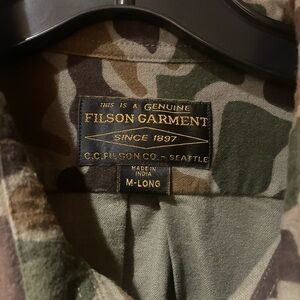 THIS IS A GENUINE
FILSON GARMENT
SINCE 1897
C.C. FILSON CO. - SEATTLE
MADE IN
INDIA
M-LONG